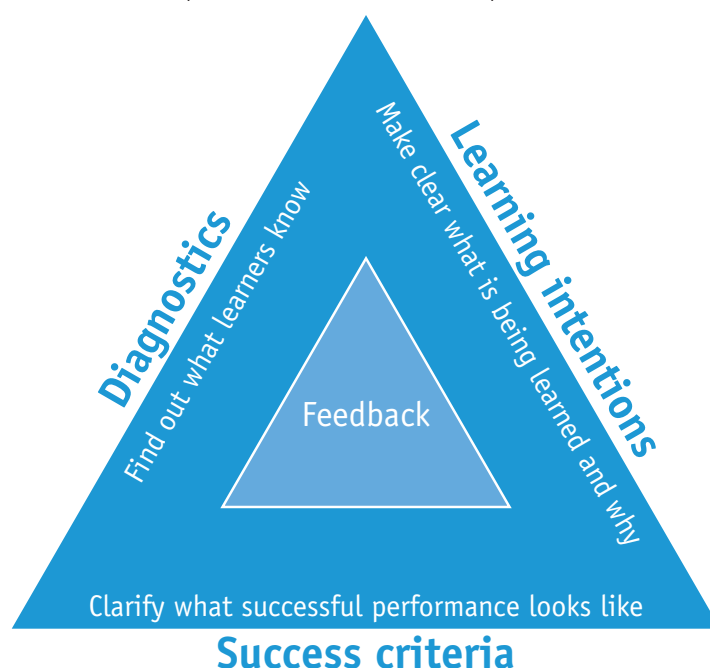 Diagnostics
Find out what learners know
Learning intentions
Make clear what is being learned and why
Feedback
Clarify what successful performance looks like
Success criteria